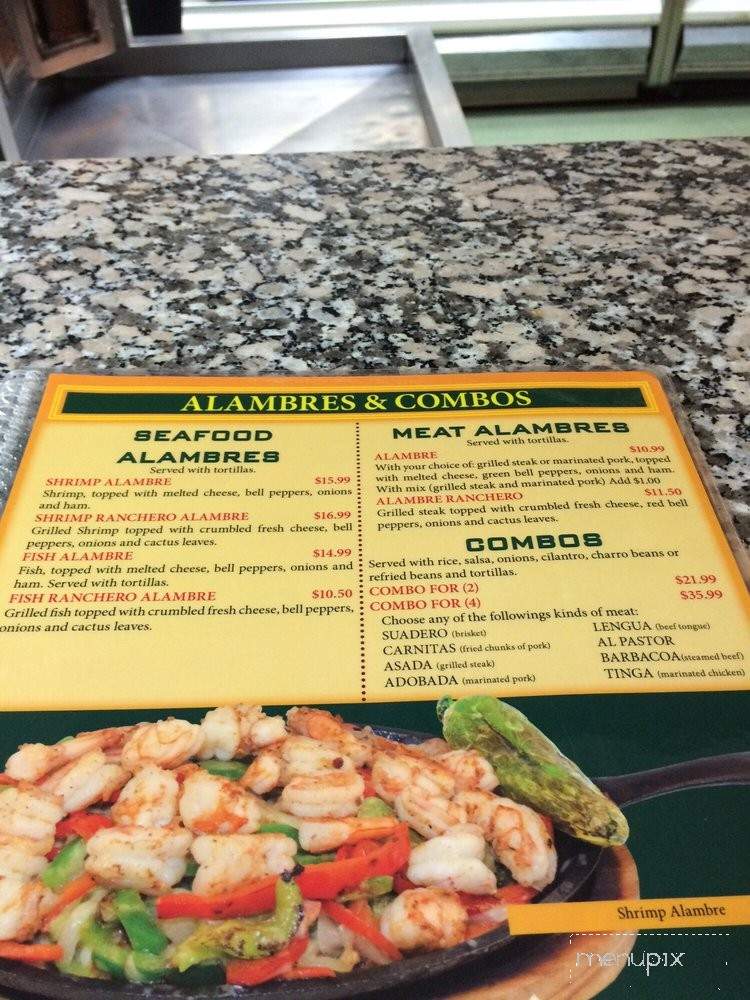 ALAMBRES & COMBOS
SEAFOOD
ALAMBRES
Served with tortillas.
SHRIMP ALAMBRE $15.99
Shrimp, topped with melted cheese, bell peppers, onions
and ham.
SHRIMP RANCHERO ALAMBRE $16.99
Grilled Shrimp topped with crumbled fresh cheese, bell
peppers, onions and cactus leaves.
FISH ALAMBRE $14.99
Fish, topped with melted cheese, bell peppers, onions and
ham. Served with tortillas.
FISH RANCHERO ALAMBRE $10.50
Grilled fish topped with crumbled fresh cheese, bell peppers,
onions and cactus leaves.
MEAT ALAMBRES
Served with tortillas.
ALAMBRE $10.99
With your choice of: grilled steak or marinated pork, topped
with melted cheese, green bell peppers, onions and ham.
With mix (grilled steak and marinated pork) Add $1.00
ALAMBRE RANCHERO $11.50
Grilled steak topped with crumbled fresh cheese, red bell
peppers, onions and cactus leaves.
COMBOS
Served with rice, salsa, onions, cilantro, charro beans or
refried beans and tortillas.
COMBO FOR (2) $21.99
COMBO FOR (4) $35.99
Choose any of the followings kinds of meat:
SUADERO (brisket)
CARNITAS (fried chunks of pork)
ASADA (grilled steak)
ADOBADA (marinated pork)
LENGUA (beef tongue)
AL PASTOR
BARBACOA(steamed beef)
TINGA (marinated chicken)
Shrimp Alambre
menupix